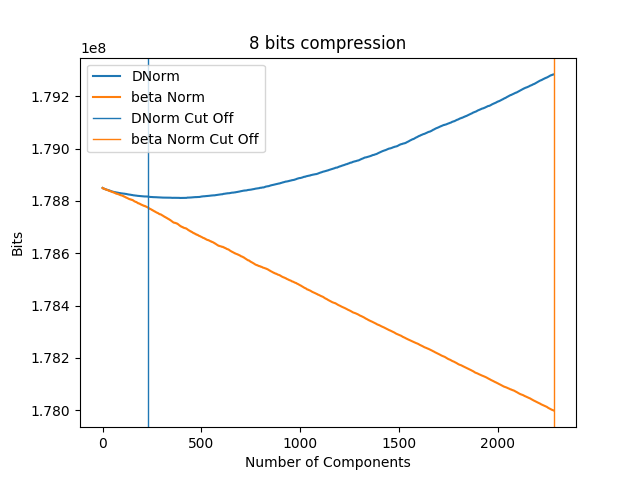 8 bits compression
1e8
DNorm
beta Norm
DNorm Cut Off
beta Norm Cut Off
1.792
1.790
1.788
1.786
1.784
1.782
1.780
Bits
0 500 1000 1500 2000
Number of Components